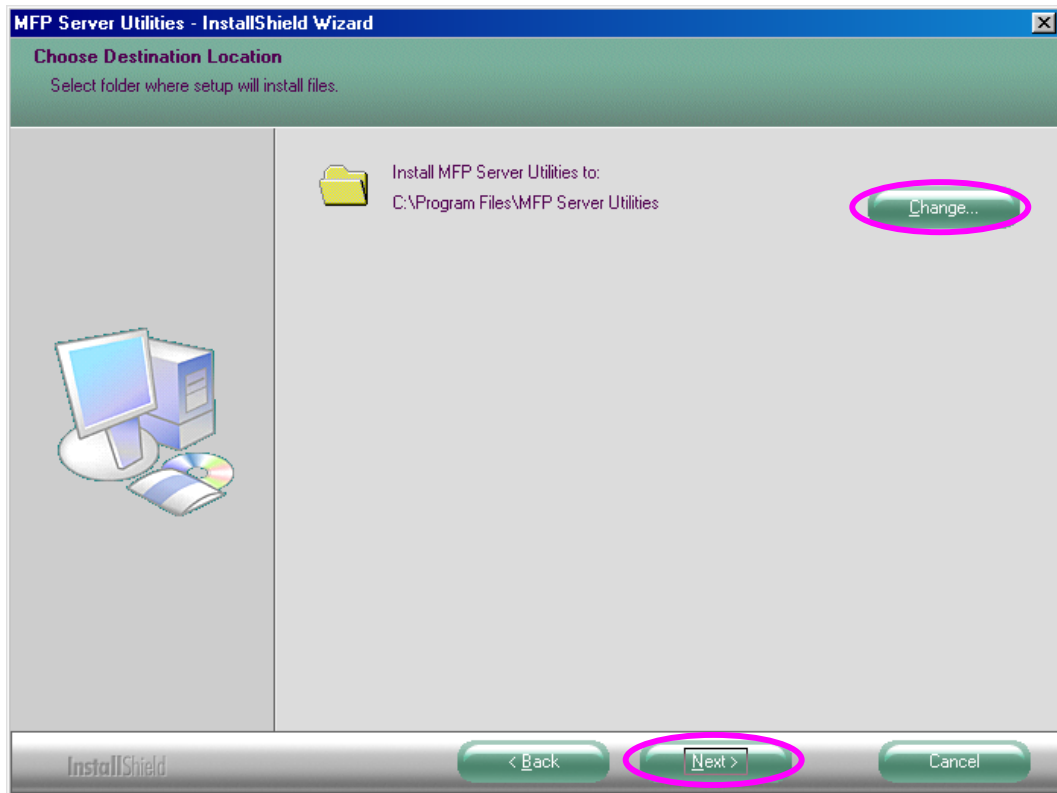 MFP Server Utilities - InstallShield Wizard
Choose Destination Location
Select folder where setup will install files.
Install MFP Server Utilities to:
C:\Program Files\MFP Server Utilities
Change...
InstallShield
< Back
Next >
Cancel